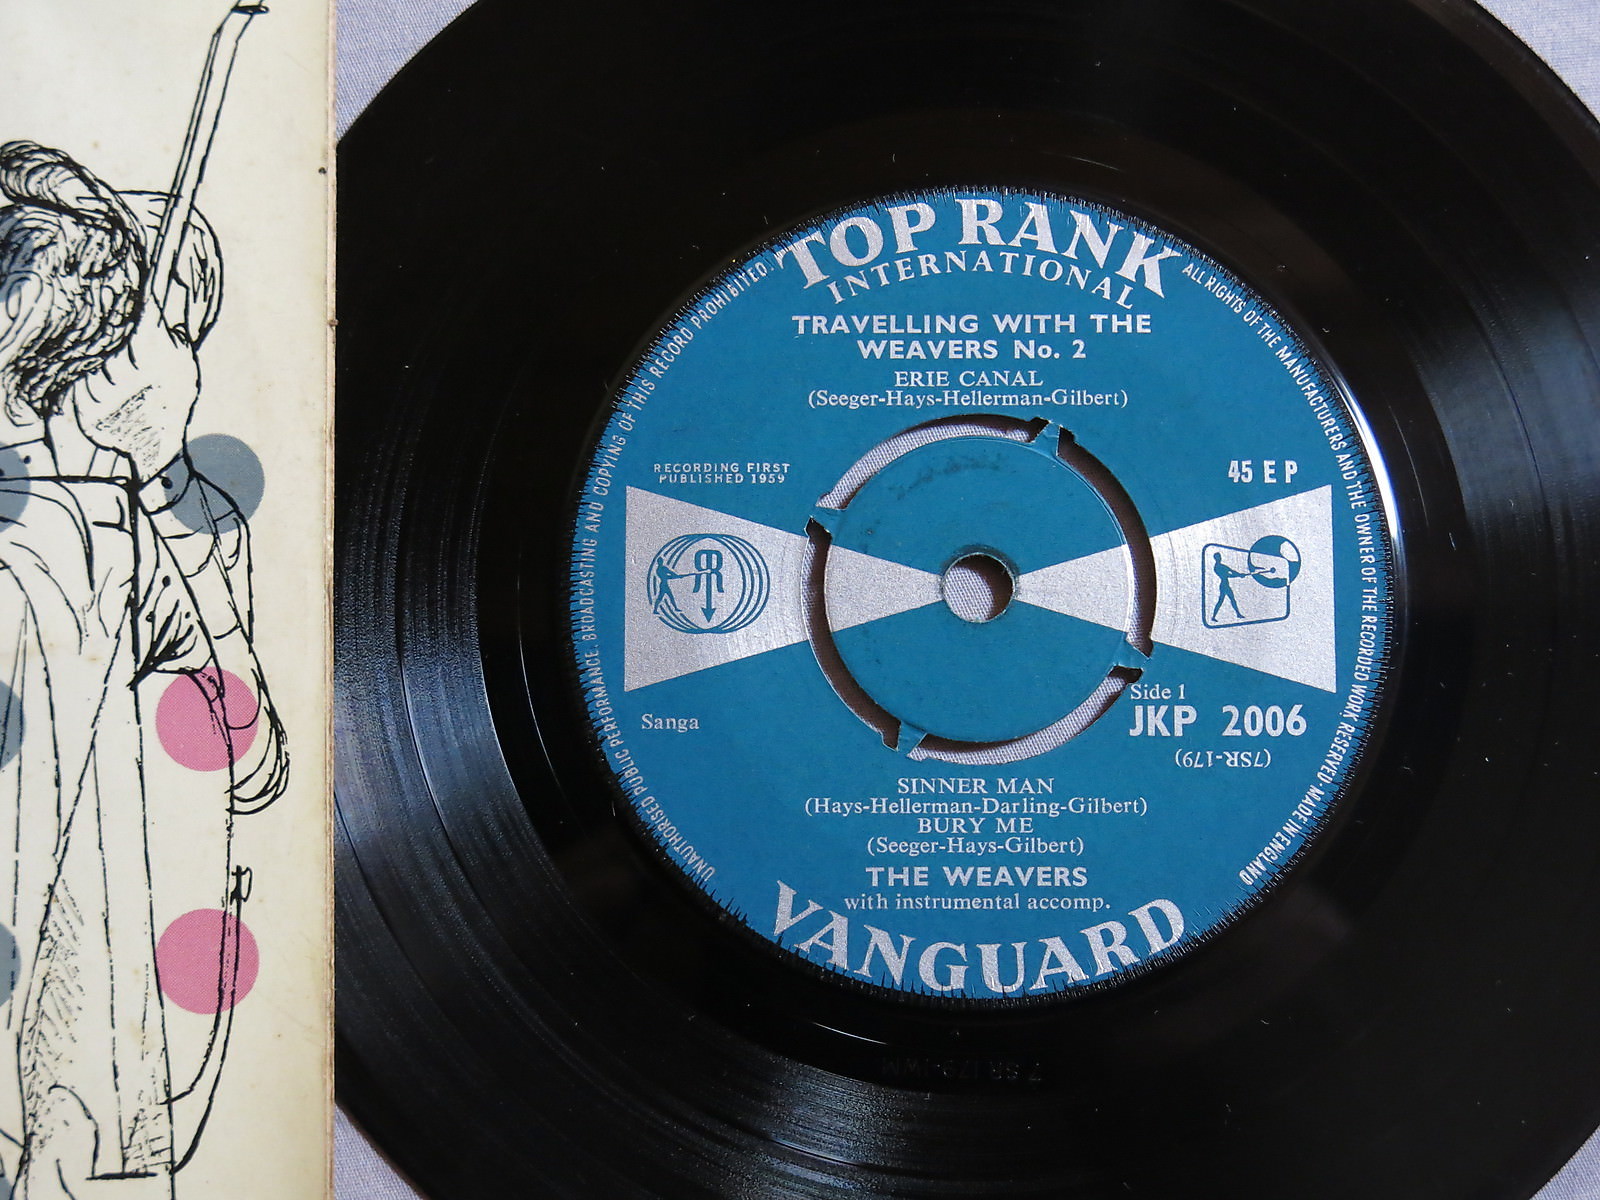 TOP RANK
INTERNATIONAL
TRAVELLING WITH THE
WEAVERS No. 2
ERIE CANAL
(Seeger-Hays-Hellerman-Gilbert)
RECORDING FIRST
PUBLISHED 1959
45 E P
RT
Sanga
Side 1
JKP 2006
(7SR-179)
SINNER MAN
(Hays-Hellerman-Darling-Gilbert)
BURY ME
(Seeger-Hays-Gilbert)
THE WEAVERS
with instrumental accomp.
VANGUARD
ALL RIGHTS OF THE MANUFACTURERS AND THE OWNER OF THE RECORDED WORK RESERVED · MADE IN ENGLAND
UNAUTHORISED PUBLIC PERFORMANCE, BROADCASTING AND COPYING OF THIS RECORD PROHIBITED.